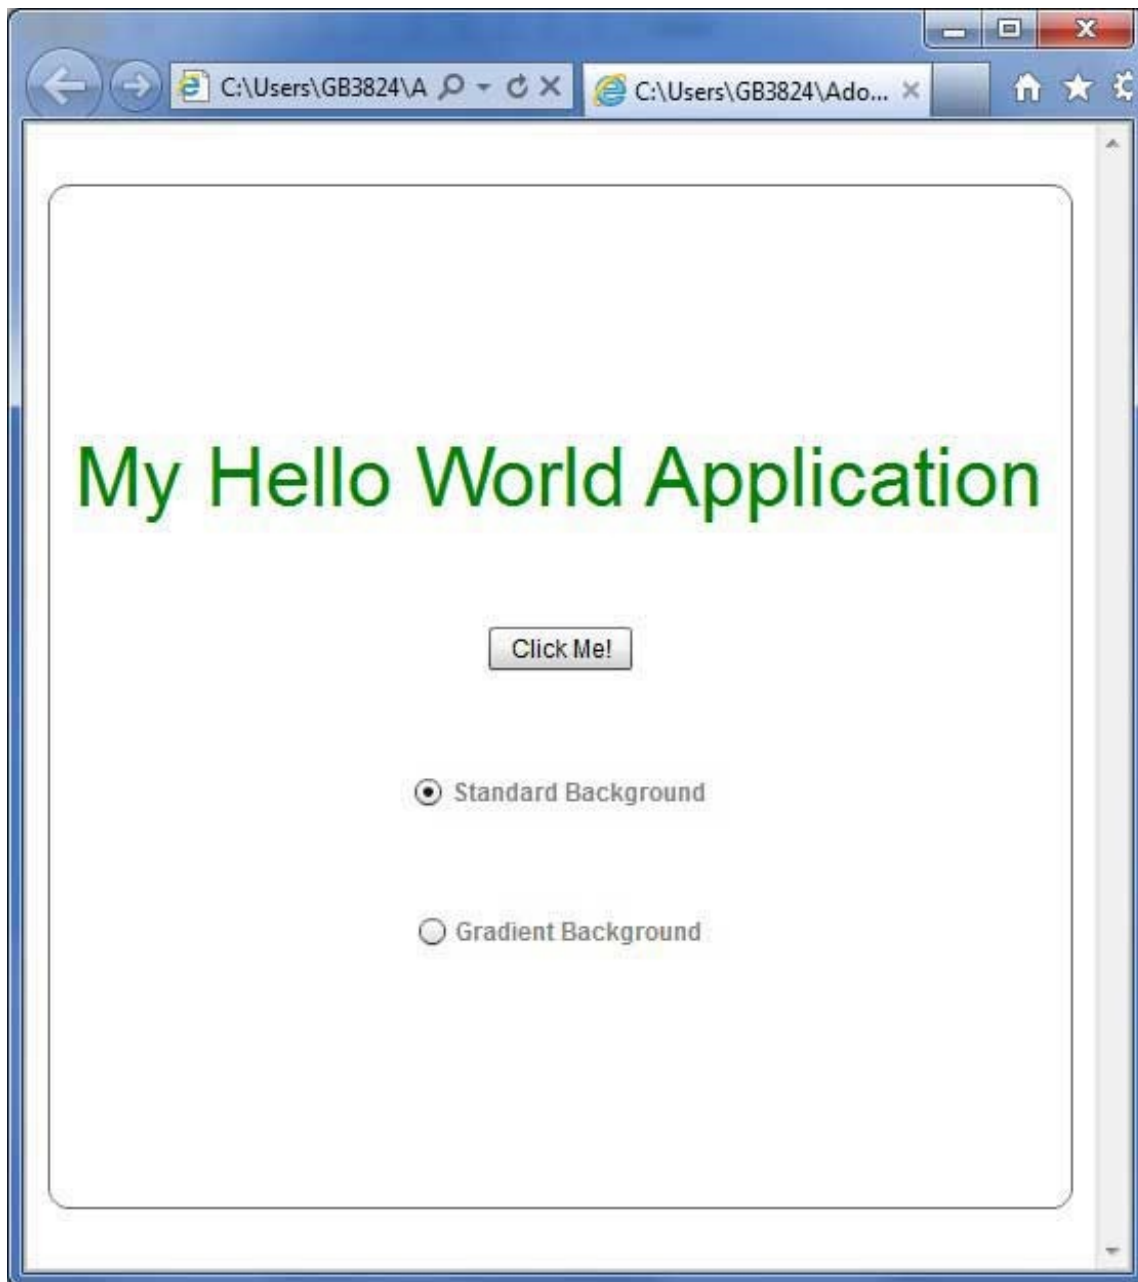 C:\Users\GB3824\A
C:\Users\GB3824\Ado...
My Hello World Application
Click Me!
Standard Background
Gradient Background